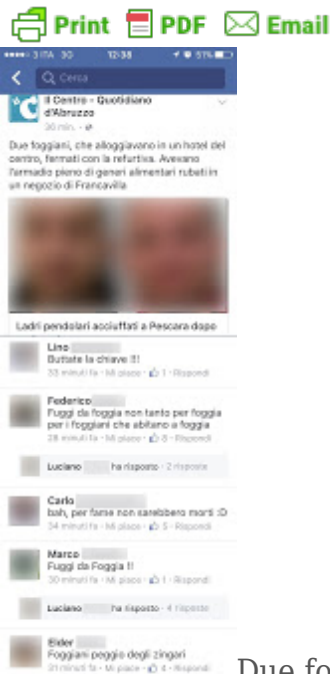 Print PDF Email
3 ITA 3G 12:38 51%
Cerca
Il Centro - Quotidiano
d'Abruzzo
30 min.
Due foggiani, che alloggiavano in un hotel del
centro, fermati con la refurtiva. Avevano
l'armadio pieno di generi alimentari rubati in
un negozio di Francavilla
Ladri pendolari acciuffati a Pescara dopo
Lino
Buttate la chiave !!!
33 minuti fa · Mi piace · 1 · Rispondi
Federico
Fuggi da foggia non tanto per foggia
per i foggiani che abitano a foggia
28 minuti fa · Mi piace · 3 · Rispondi
Luciano ha risposto · 2 risposte
Carlo
bah, per fame non sarebbero morti :D
34 minuti fa · Mi piace · 5 · Rispondi
Marco
Fuggi da Foggia !!
30 minuti fa · Mi piace · 1 · Rispondi
Luciano ha risposto · 4 risposte
Elder
Foggiani peggio degli zingari
31 minuti fa · Mi piace · 4 · Rispondi
Due fo